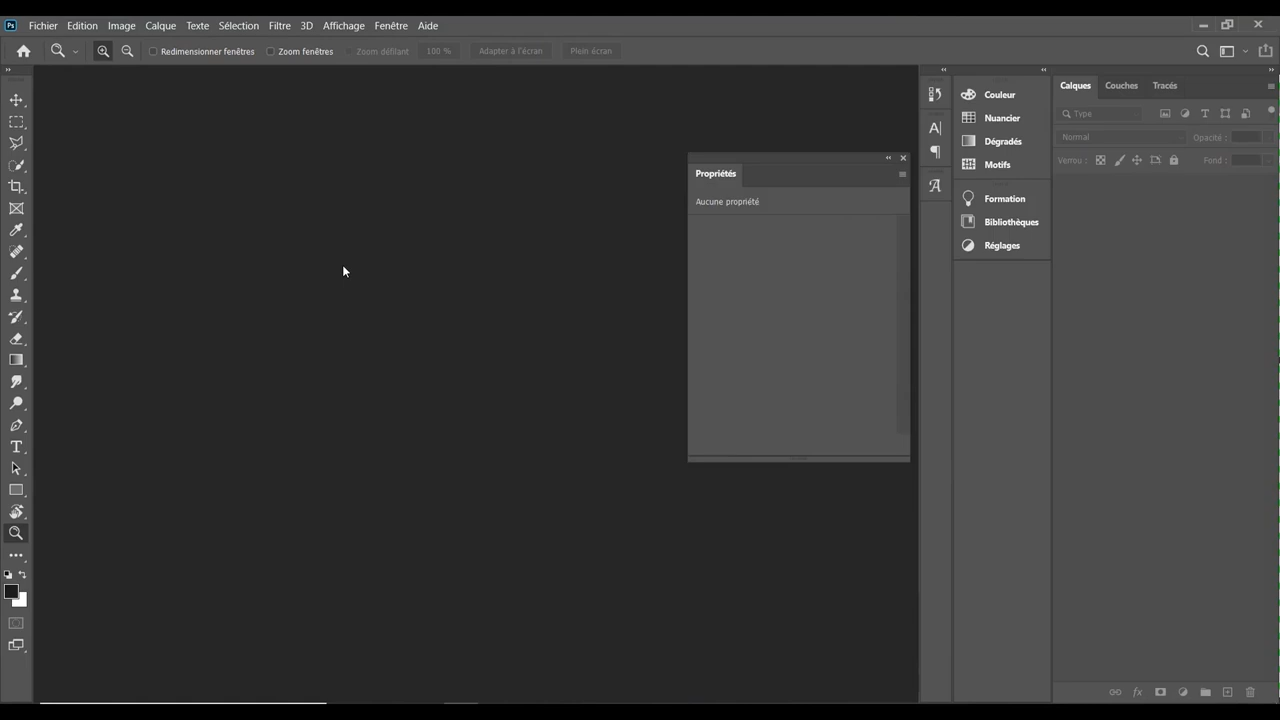 Ps Fichier Edition Image Calque Texte Sélection Filtre 3D Affichage Fenêtre Aide
Redimensionner fenêtres Zoom fenêtres Zoom défilant 100 % Adapter à l'écran Plein écran
Couleur
Nuancier
Dégradés
Motifs
Formation
Bibliothèques
Réglages
Propriétés
Aucune propriété
Calques Couches Tracés
Type
Normal Opacité :
Verrou : Fond :
fx